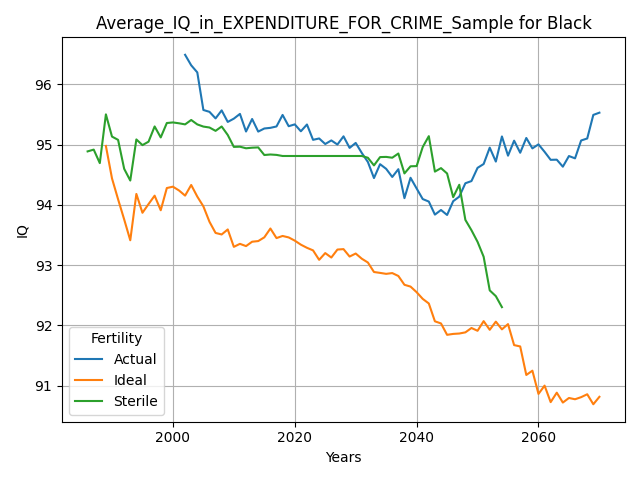 Average_IQ_in_EXPENDITURE_FOR_CRIME_Sample for Black
IQ
96
95
94
93
92
91
Fertility
Actual
Ideal
Sterile
2000
2020
2040
2060
Years